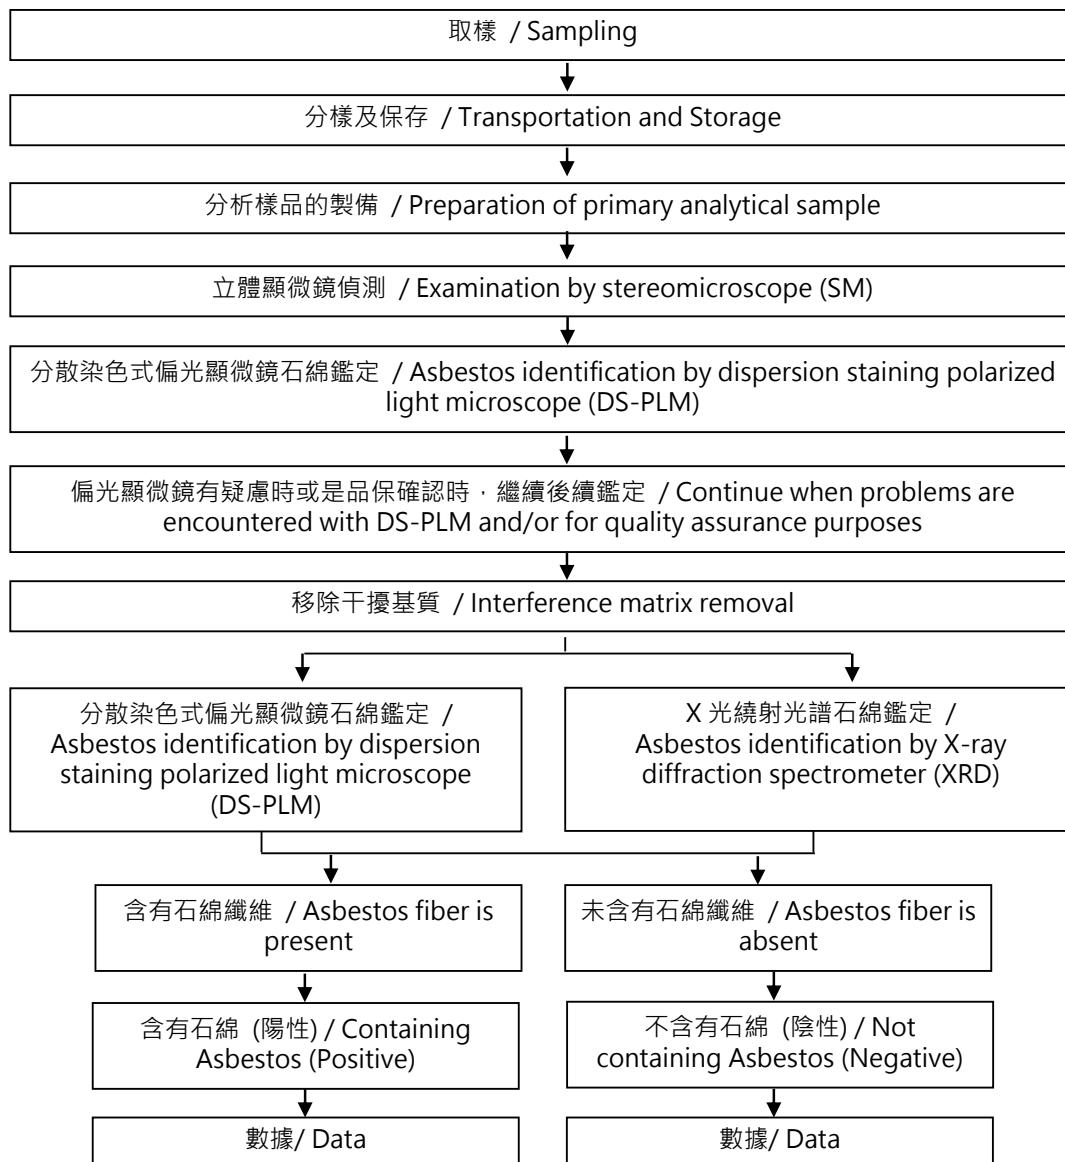 取樣 / Sampling
分樣及保存 / Transportation and Storage
分析樣品的製備 / Preparation of primary analytical sample
立體顯微鏡偵測 / Examination by stereomicroscope (SM)
分散染色式偏光顯微鏡石綿鑑定 / Asbestos identification by dispersion staining polarized
light microscope (DS-PLM)
偏光顯微鏡有疑慮時或是品保確認時，繼續後續鑑定 / Continue when problems are
encountered with DS-PLM and/or for quality assurance purposes
移除干擾基質 / Interference matrix removal
分散染色式偏光顯微鏡石綿鑑定 /
Asbestos identification by dispersion
staining polarized light microscope
(DS-PLM)
X 光繞射光譜石綿鑑定 /
Asbestos identification by X-ray
diffraction spectrometer (XRD)
含有石綿纖維 / Asbestos fiber is
present
未含有石綿纖維 / Asbestos fiber is
absent
含有石綿 (陽性) / Containing
Asbestos (Positive)
不含有石綿 (陰性) / Not
containing Asbestos (Negative)
數據/ Data
數據/ Data